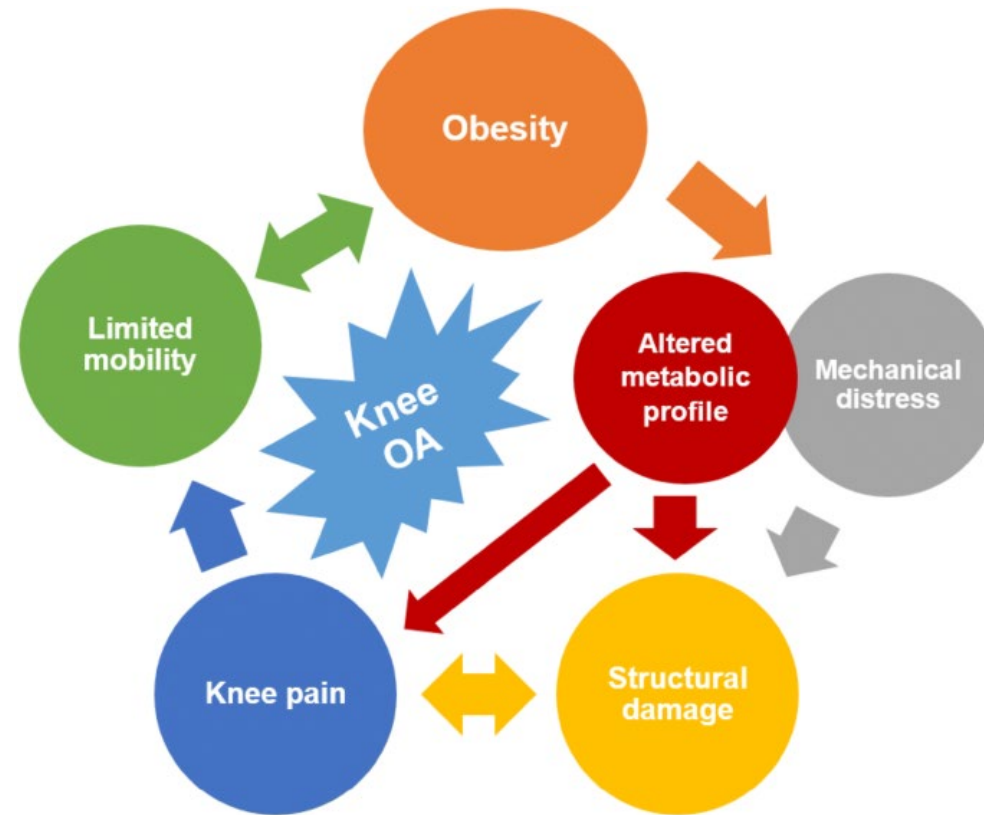 Obesity
Limited
mobility
Knee
OA
Altered
metabolic
profile
Mechanical
distress
Knee pain
Structural
damage